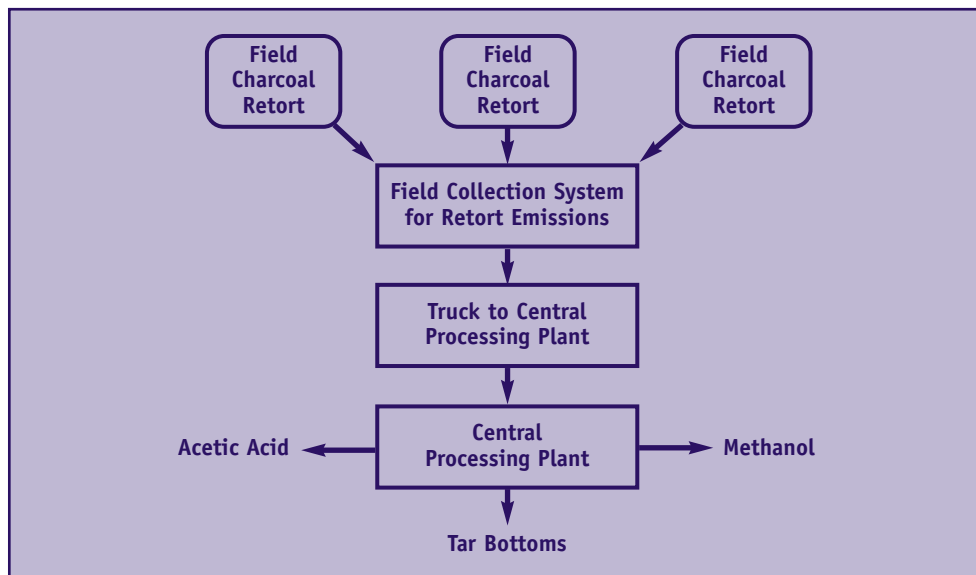 Field
Charcoal
Retort
Field
Charcoal
Retort
Field
Charcoal
Retort
Field Collection System
for Retort Emissions
Truck to Central
Processing Plant
Central
Processing Plant
Acetic Acid
Methanol
Tar Bottoms